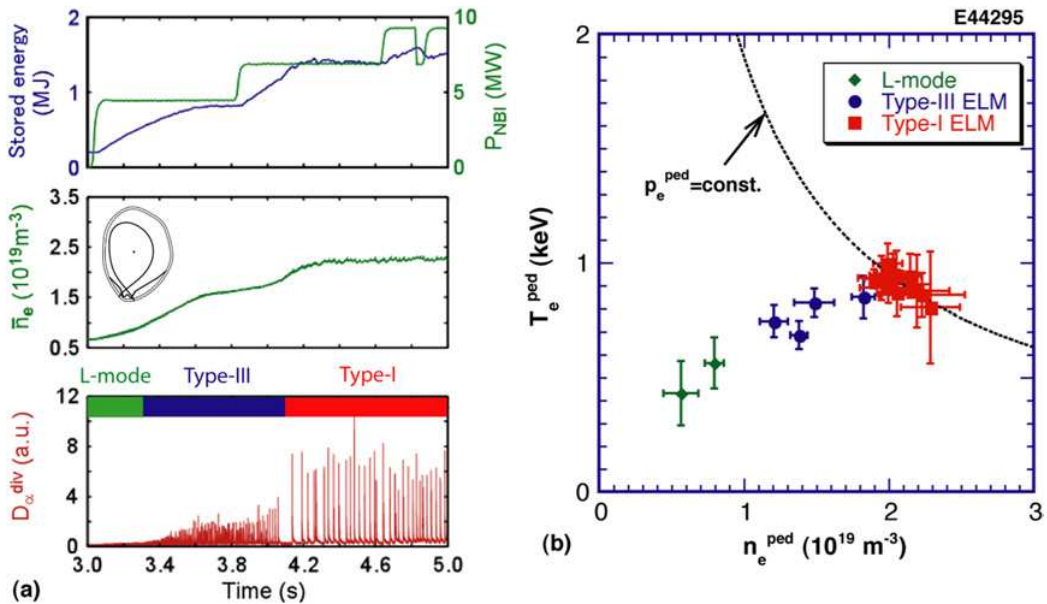 Stored energy
(MJ)
2
1
0
10
5
0
P_NBI (MW)
n̄_e (10^19 m^-3)
3.5
2.5
1.5
0.5
L-mode
Type-III
Type-I
D_α^div (a.u.)
12
8
4
0
3.0
3.4
3.8
4.2
4.6
5.0
Time (s)
(a)
E44295
2
1
0
T_e^ped (keV)
L-mode
Type-III ELM
Type-I ELM
p_e^ped=const.
0
1
2
3
n_e^ped (10^19 m^-3)
(b)